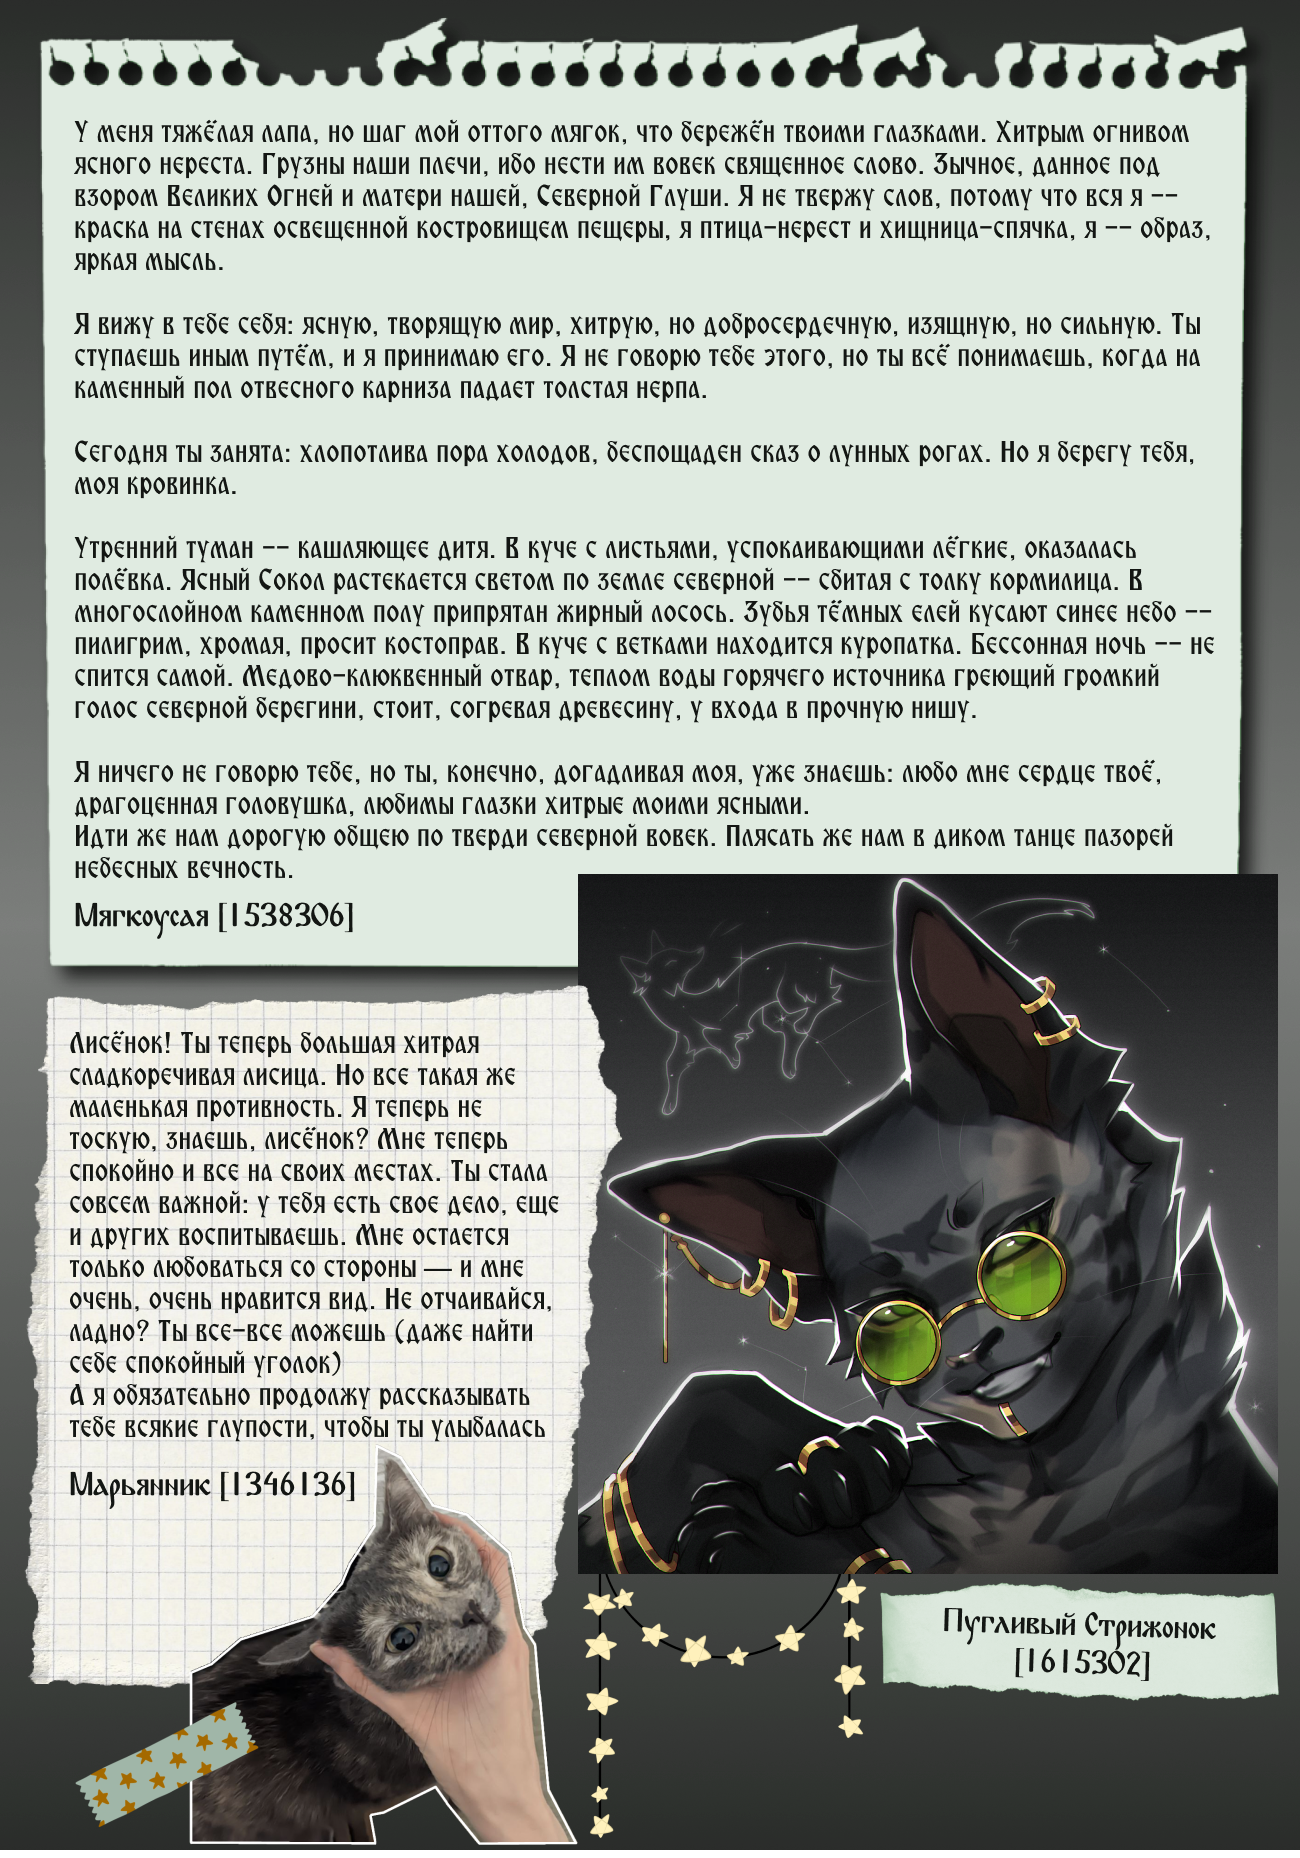 У меня тяжёлая лапа, но шаг мой оттого мягок, что бережён твоими глазками. Хитрым огнивом
ясного нереста. Грузны наши плечи, ибо нести им вовек священное слово. Зычное, данное под
взором Великих Огней и матери нашей, Северной Глуши. Я не твержу слов, потому что вся я --
краска на стенах освещенной костровищем пещеры, я птица-нерест и хищница-спячка, я -- образ,
яркая мысль.
Я вижу в тебе себя: ясную, творящую мир, хитрую, но добросердечную, изящную, но сильную. Ты
ступаешь иным путём, и я принимаю его. Я не говорю тебе этого, но ты всё понимаешь, когда на
каменный пол отвесного карниза падает толстая нерпа.
Сегодня ты занята: хлопотлива пора холодов, беспощаден сказ о лунных рогах. Но я берегу тебя,
моя кровинка.
Утренний туман -- кашляющее дитя. В куче с листьями, успокаивающими лёгкие, оказалась
полёвка. Ясный Сокол растекается светом по земле северной -- сбитая с толку кормилица. В
многослойном каменном полу припрятан жирный лосось. Зубья тёмных елей кусают синее небо --
пилигрим, хромая, просит костоправ. В куче с ветками находится куропатка. Бессонная ночь -- не
спится самой. Медово-клюквенный отвар, теплом воды горячего источника греющий громкий
голос северной берегини, стоит, согревая древесину, у входа в прочную нишу.
Я ничего не говорю тебе, но ты, конечно, догадливая моя, уже знаешь: любо мне сердце твоё,
драгоценная головушка, любимы глазки хитрые моими ясными.
Идти же нам дорогую общею по тверди северной вовек. Плясать же нам в диком танце пазорей
небесных вечность.
Мягкоусая [1538306]
Лисёнок! Ты теперь большая хитрая
сладкоречивая лисица. Но все такая же
маленькая противность. Я теперь не
тоскую, знаешь, лисёнок? Мне теперь
спокойно и все на своих местах. Ты стала
совсем важной: у тебя есть свое дело, еще
и других воспитываешь. Мне остается
только любоваться со стороны — и мне
очень, очень нравится вид. Не отчаивайся,
ладно? Ты все-все можешь (даже найти
себе спокойный уголок)
А я обязательно продолжу рассказывать
тебе всякие глупости, чтобы ты улыбалась
Марьянник [1346136]
Пугливый Стрижонок
[1615302]